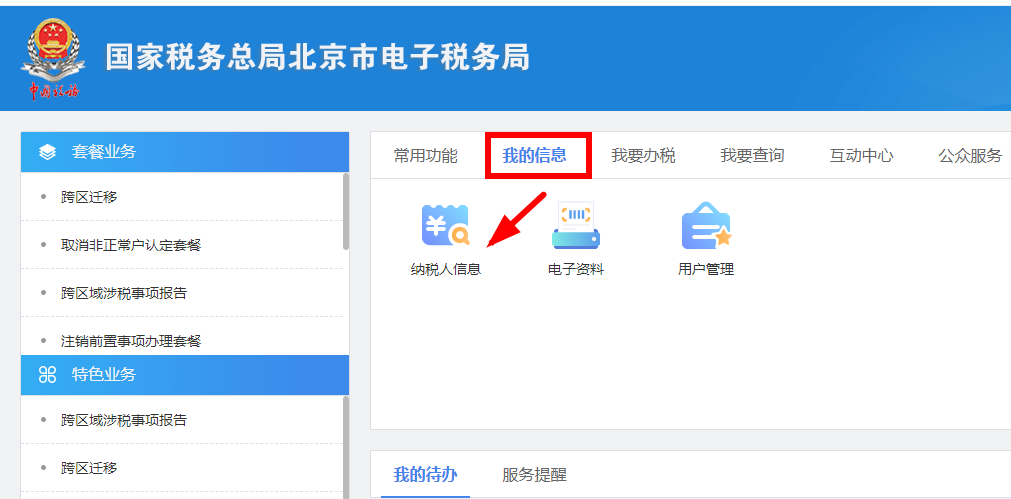 国家税务总局北京市电子税务局
中国税务
套餐业务
跨区迁移
取消非正常户认定套餐
跨区域涉税事项报告
注销前置事项办理套餐
特色业务
跨区域涉税事项报告
跨区迁移
常用功能 我的信息 我要办税 我要查询 互动中心 公众服务
纳税人信息 电子资料 用户管理
我的待办 服务提醒